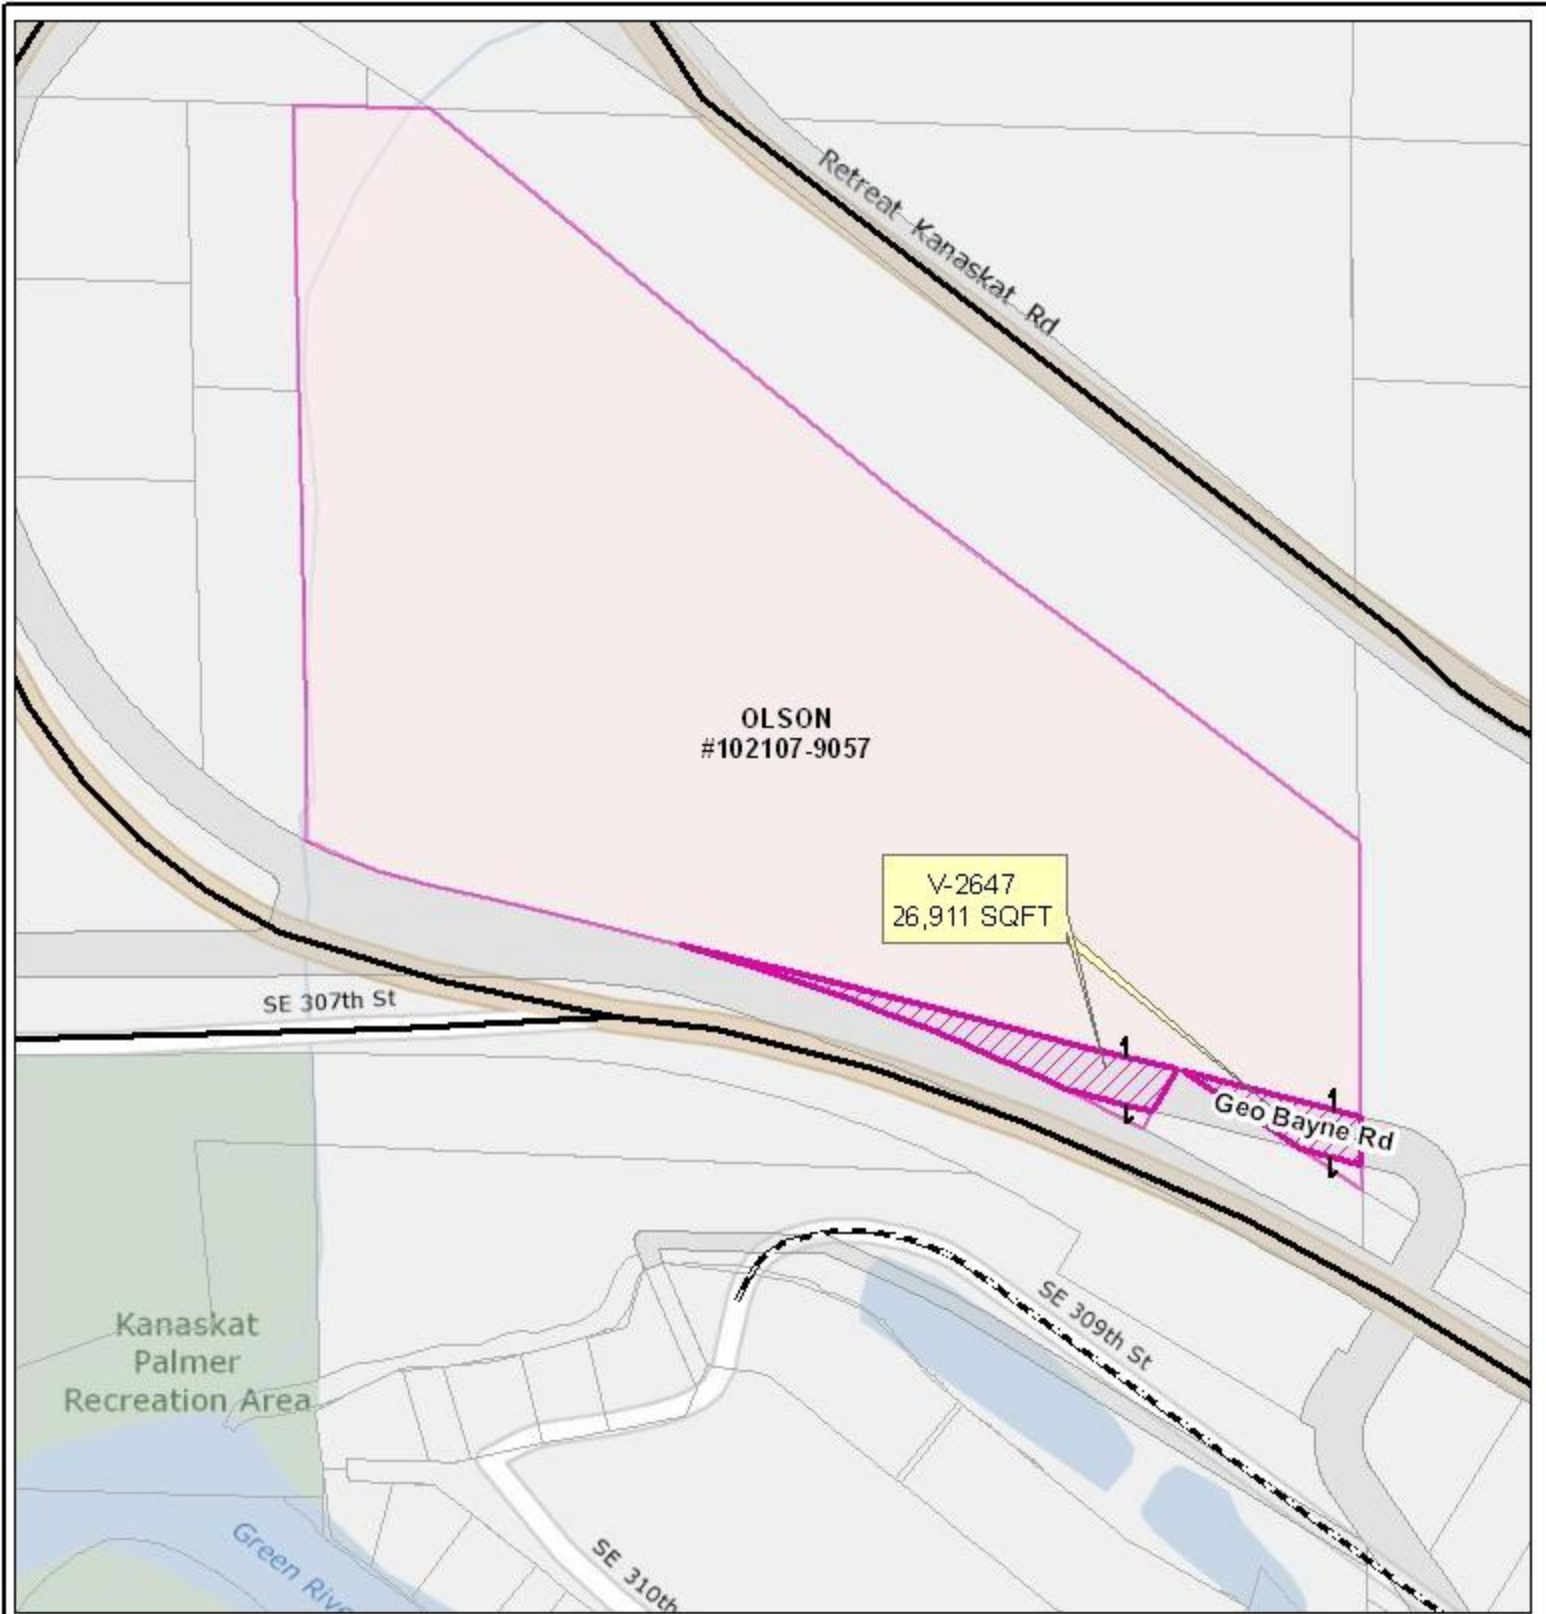 Retreat Kanaskat Rd
OLSON
#102107-9057
V-2647
26,911 SQFT
SE 307th St
Geo Bayne Rd
SE 309th St
Kanaskat
Palmer
Recreation Area
Green Rive
SE 310th